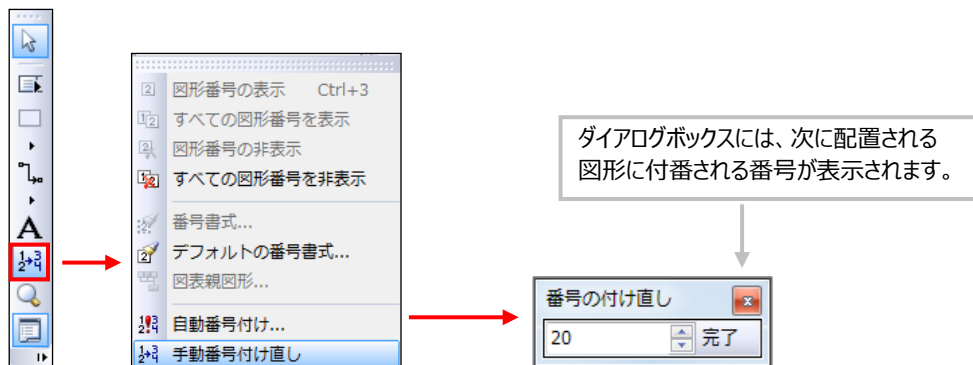 図形番号の表示 Ctrl+3
すべての図形番号を表示
図形番号の非表示
すべての図形番号を非表示
番号書式...
デフォルトの番号書式...
図表親図形...
自動番号付け...
手動番号付け直し
ダイアログボックスには、次に配置される
図形に付番される番号が表示されます。
番号の付け直し
20 完了